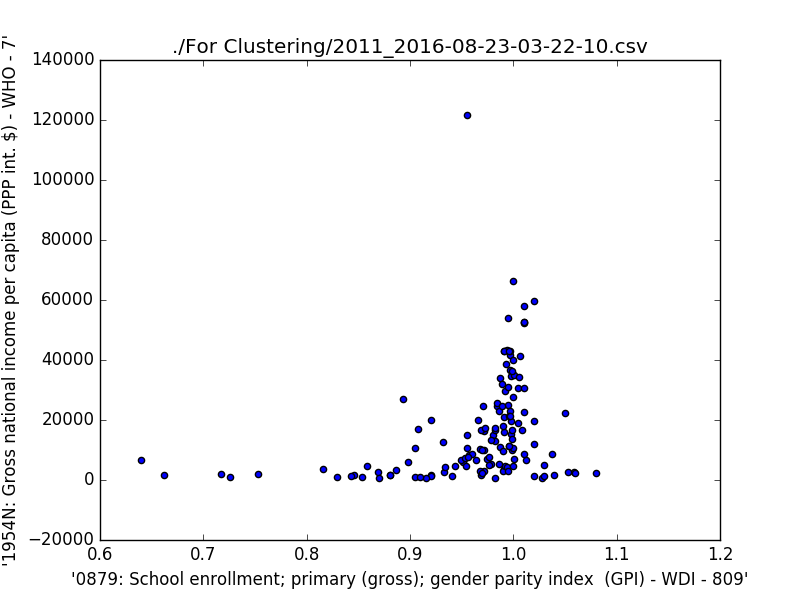 ./For Clustering/2011_2016-08-23-03-22-10.csv
'1954N: Gross national income per capita (PPP int. $) - WHO - 7'
140000
120000
100000
80000
60000
40000
20000
0
−20000
0.6 0.7 0.8 0.9 1.0 1.1 1.2
'0879: School enrollment; primary (gross); gender parity index  (GPI) - WDI - 809'